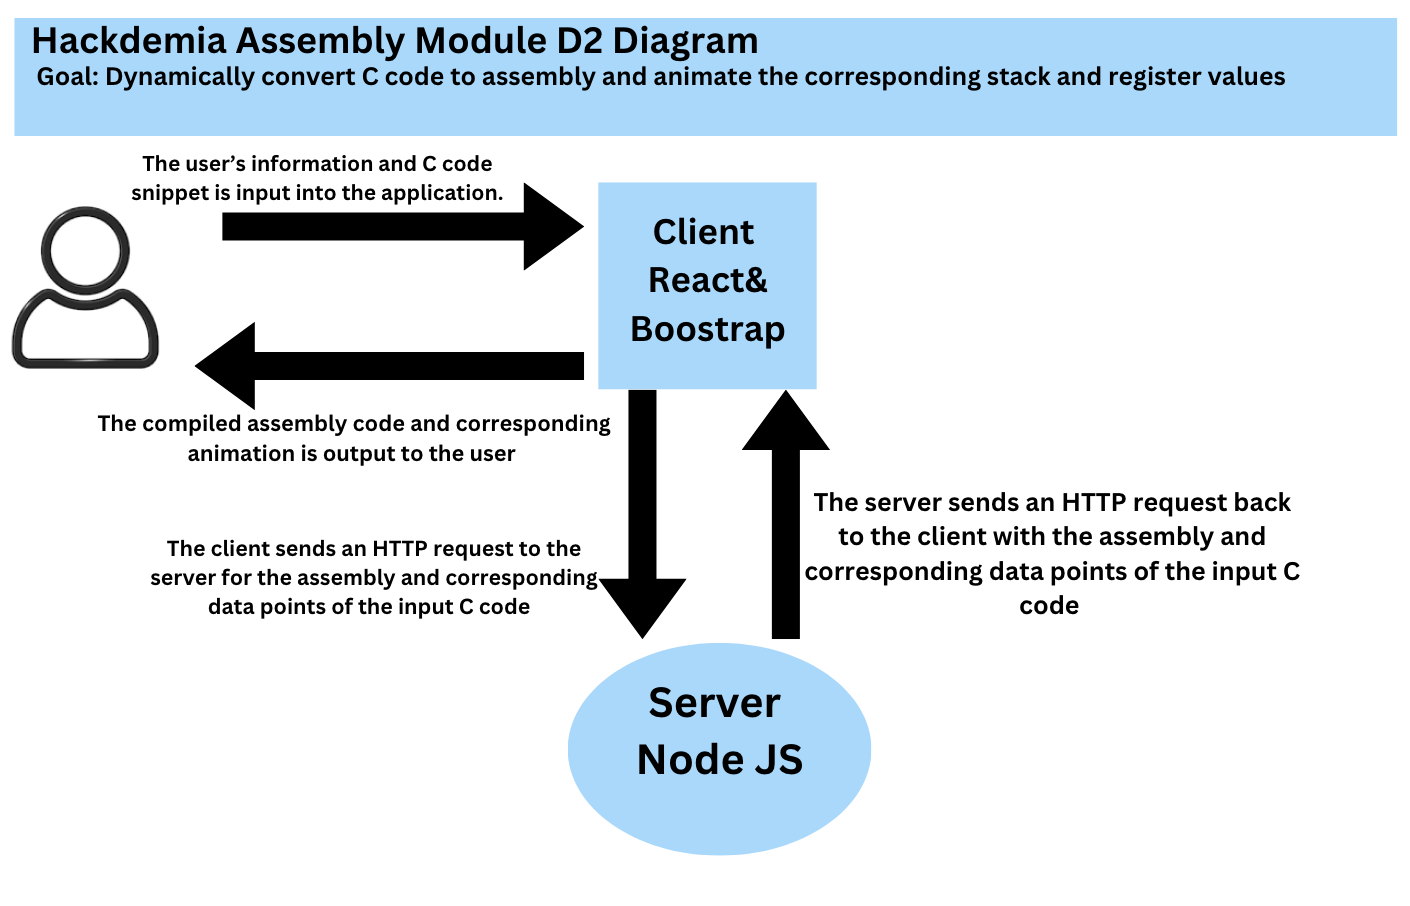 Hackdemia Assembly Module D2 Diagram
Goal: Dynamically convert C code to assembly and animate the corresponding stack and register values
The user’s information and C code
snippet is input into the application.
Client
React&
Boostrap
The compiled assembly code and corresponding
animation is output to the user
The client sends an HTTP request to the
server for the assembly and corresponding
data points of the input C code
The server sends an HTTP request back
to the client with the assembly and
corresponding data points of the input C
code
Server
Node JS